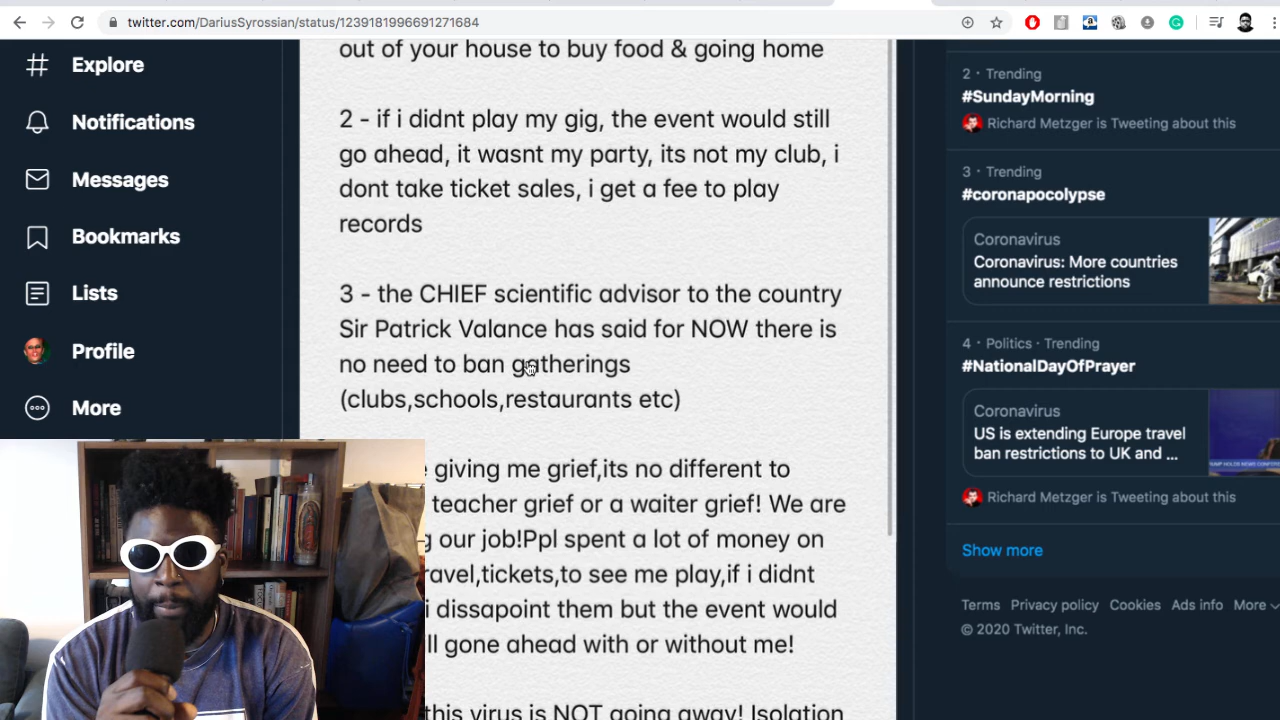 twitter.com/DariusSyrossian/status/1239181996691271684
Explore
Notifications
Messages
Bookmarks
Lists
Profile
More
out of your house to buy food & going home
2 - if i didnt play my gig, the event would still
go ahead, it wasnt my party, its not my club, i
dont take ticket sales, i get a fee to play
records
3 - the CHIEF scientific advisor to the country
Sir Patrick Valance has said for NOW there is
no need to ban gatherings
(clubs,schools,restaurants etc)
giving me grief,its no different to
teacher grief or a waiter grief! We are
our job!Ppl spent a lot of money on
,tickets,to see me play,if i didnt
i dissapoint them but the event would
gone ahead with or without me!
this virus is NOT going away! Isolation
2 · Trending
#SundayMorning
Richard Metzger is Tweeting about this
3 · Trending
#coronapocolypse
Coronavirus
Coronavirus: More countries
announce restrictions
4 · Politics · Trending
#NationalDayOfPrayer
Coronavirus
US is extending Europe travel
ban restrictions to UK and ...
Richard Metzger is Tweeting about this
Show more
Terms Privacy policy Cookies Ads info More
© 2020 Twitter, Inc.